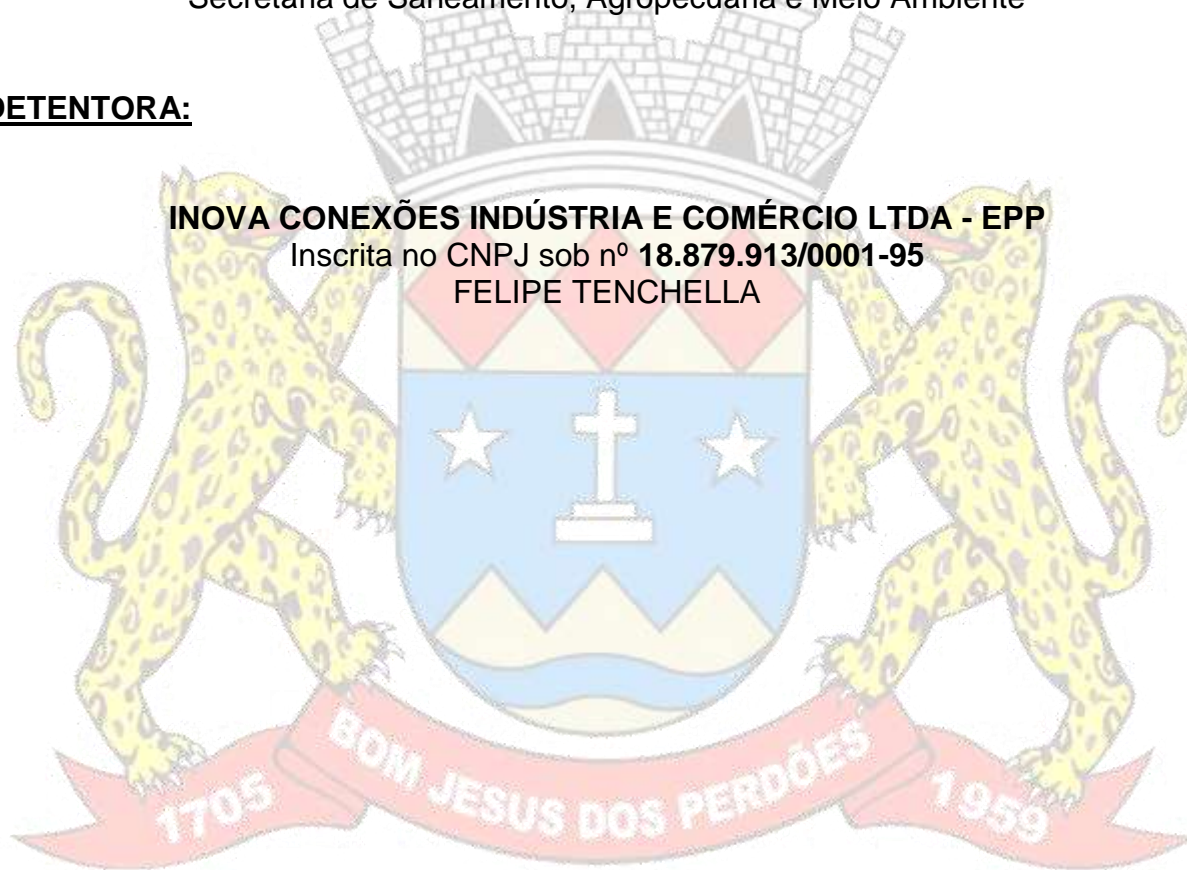 Secretaria de Saneamento, Agropecuária e Meio Ambiente
DETENTORA:
INOVA CONEXÕES INDÚSTRIA E COMÉRCIO LTDA - EPP
Inscrita no CNPJ sob nº 18.879.913/0001-95
FELIPE TENCHELLA
1705 BOM JESUS DOS PERDÕES 1959